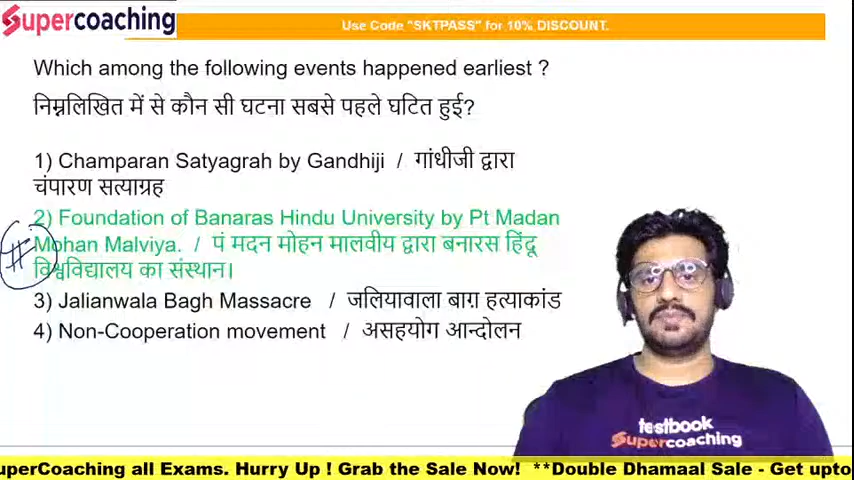 Supercoaching
Use Code "SKTPASS" for 10% DISCOUNT.
Which among the following events happened earliest ?
निम्नलिखित में से कौन सी घटना सबसे पहले घटित हुई?
1) Champaran Satyagrah by Gandhiji / गांधीजी द्वारा
चंपारण सत्याग्रह
2) Foundation of Banaras Hindu University by Pt Madan
Mohan Malviya. / पं मदन मोहन मालवीय द्वारा बनारस हिंदू
विश्वविद्यालय का संस्थान।
3) Jalianwala Bagh Massacre / जलियावाला बाग़ हत्याकांड
4) Non-Cooperation movement / असहयोग आन्दोलन
testbook
Supercoaching
uperCoaching all Exams. Hurry Up ! Grab the Sale Now! **Double Dhamaal Sale - Get upto